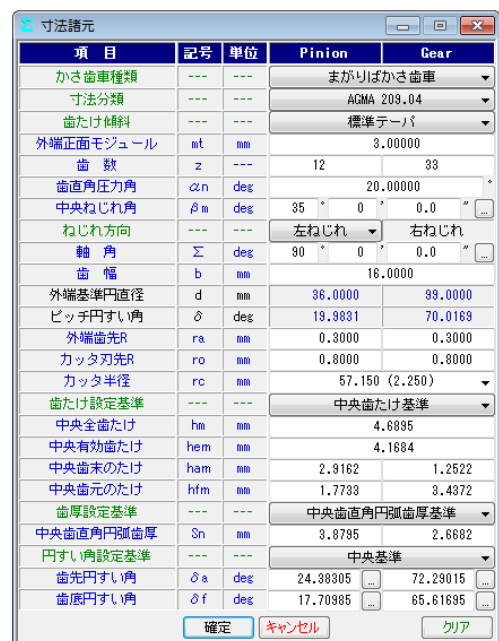 Σ 寸法諸元
項 目 記号 単位 Pinion Gear
かさ歯車種類 --- --- まがりばかさ歯車
寸法分類 --- --- AGMA 209.04
歯たけ傾斜 --- --- 標準テーパ
外端正面モジュール mt mm 3.00000
歯 数 z --- 12 33
歯直角圧力角 αn deg 20.00000 °
中央ねじれ角 βm deg 35 ° 0 ' 0.0 " ...
ねじれ方向 --- --- 左ねじれ 右ねじれ
軸 角 Σ deg 90 ° 0 ' 0.0 " ...
歯 幅 b mm 16.0000
外端基準円直径 d mm 36.0000 99.0000
ピッチ円すい角 δ deg 19.9831 70.0169
外端歯先R ra mm 0.3000 0.3000
カッタ刃先R ro mm 0.8000 0.8000
カッタ半径 rc mm 57.150 (2.250)
歯たけ設定基準 --- --- 中央歯たけ基準
中央全歯たけ hm mm 4.6895
中央有効歯たけ hem mm 4.1684
中央歯末のたけ ham mm 2.9162 1.2522
中央歯元のたけ hfm mm 1.7733 3.4372
歯厚設定基準 --- --- 中央歯直角円弧歯厚基準
中央歯直角円弧歯厚 Sn mm 3.8795 2.6682
円すい角設定基準 --- --- 中央基準
歯先円すい角 δa deg 24.38305 ... 72.29015 ...
歯底円すい角 δf deg 17.70985 ... 65.61695 ...
確定 キャンセル クリア